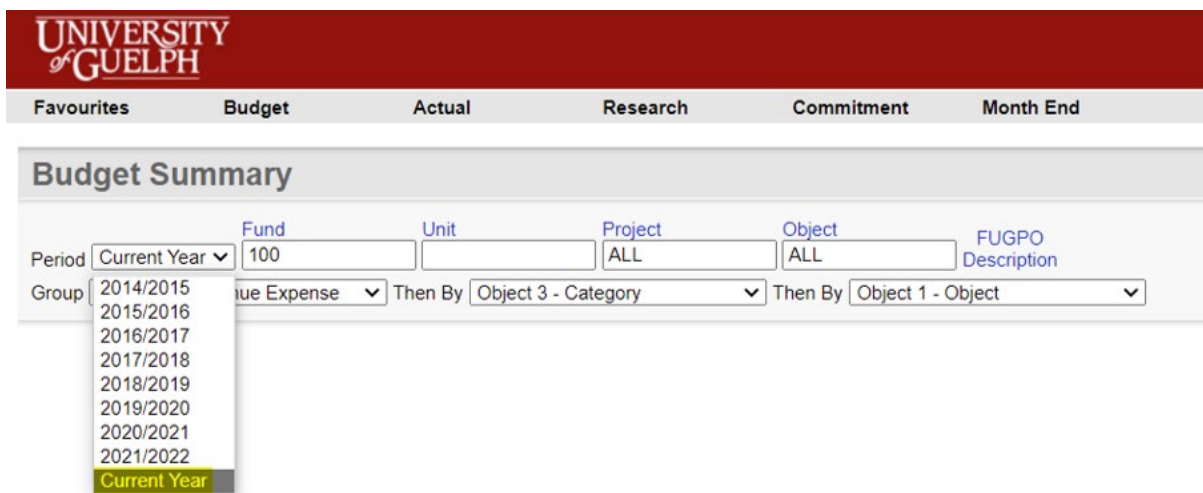 UNIVERSITY
of GUELPH
Favourites Budget Actual Research Commitment Month End
Budget Summary
Fund Unit Project Object FUGPO
Period Current Year 100 ALL ALL Description
Group nue Expense Then By Object 3 - Category Then By Object 1 - Object
2014/2015
2015/2016
2016/2017
2017/2018
2018/2019
2019/2020
2020/2021
2021/2022
Current Year